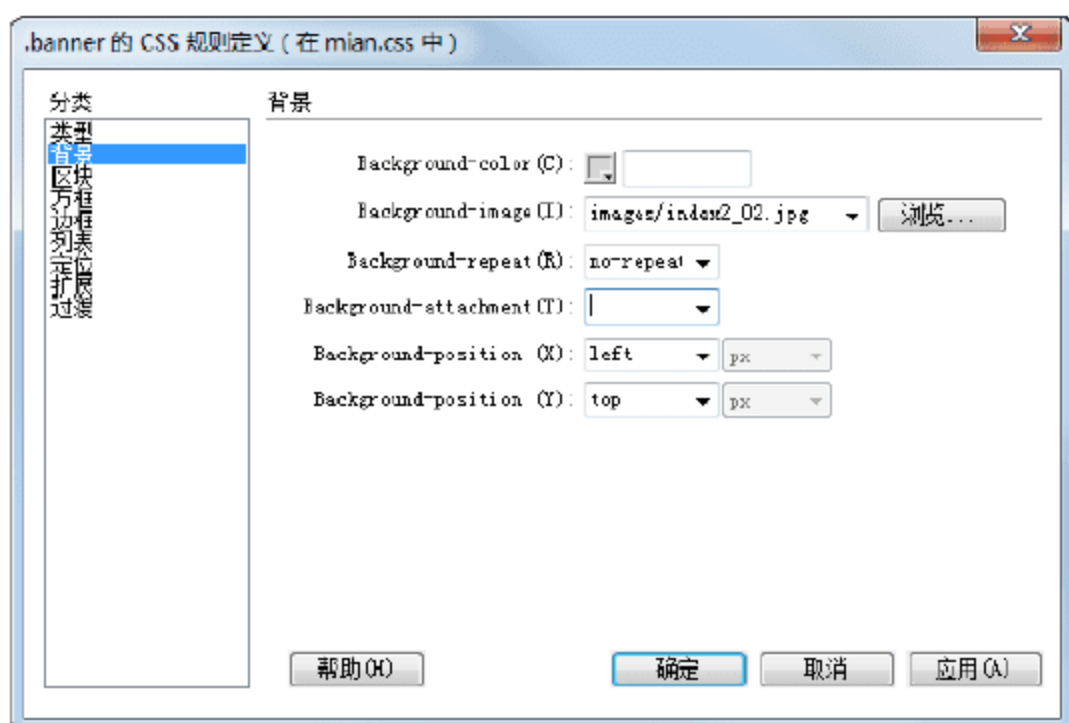 .banner 的 CSS 规则定义 ( 在 mian.css 中 )
分类
类型
背景
区块
方框
边框
列表
定位
扩展
过渡
背景
Background-color (C):
Background-image (I): images/index2_02.jpg 浏览...
Background-repeat (R): no-repeat
Background-attachment (T):
Background-position (X): left px
Background-position (Y): top px
帮助(H) 确定 取消 应用(A)